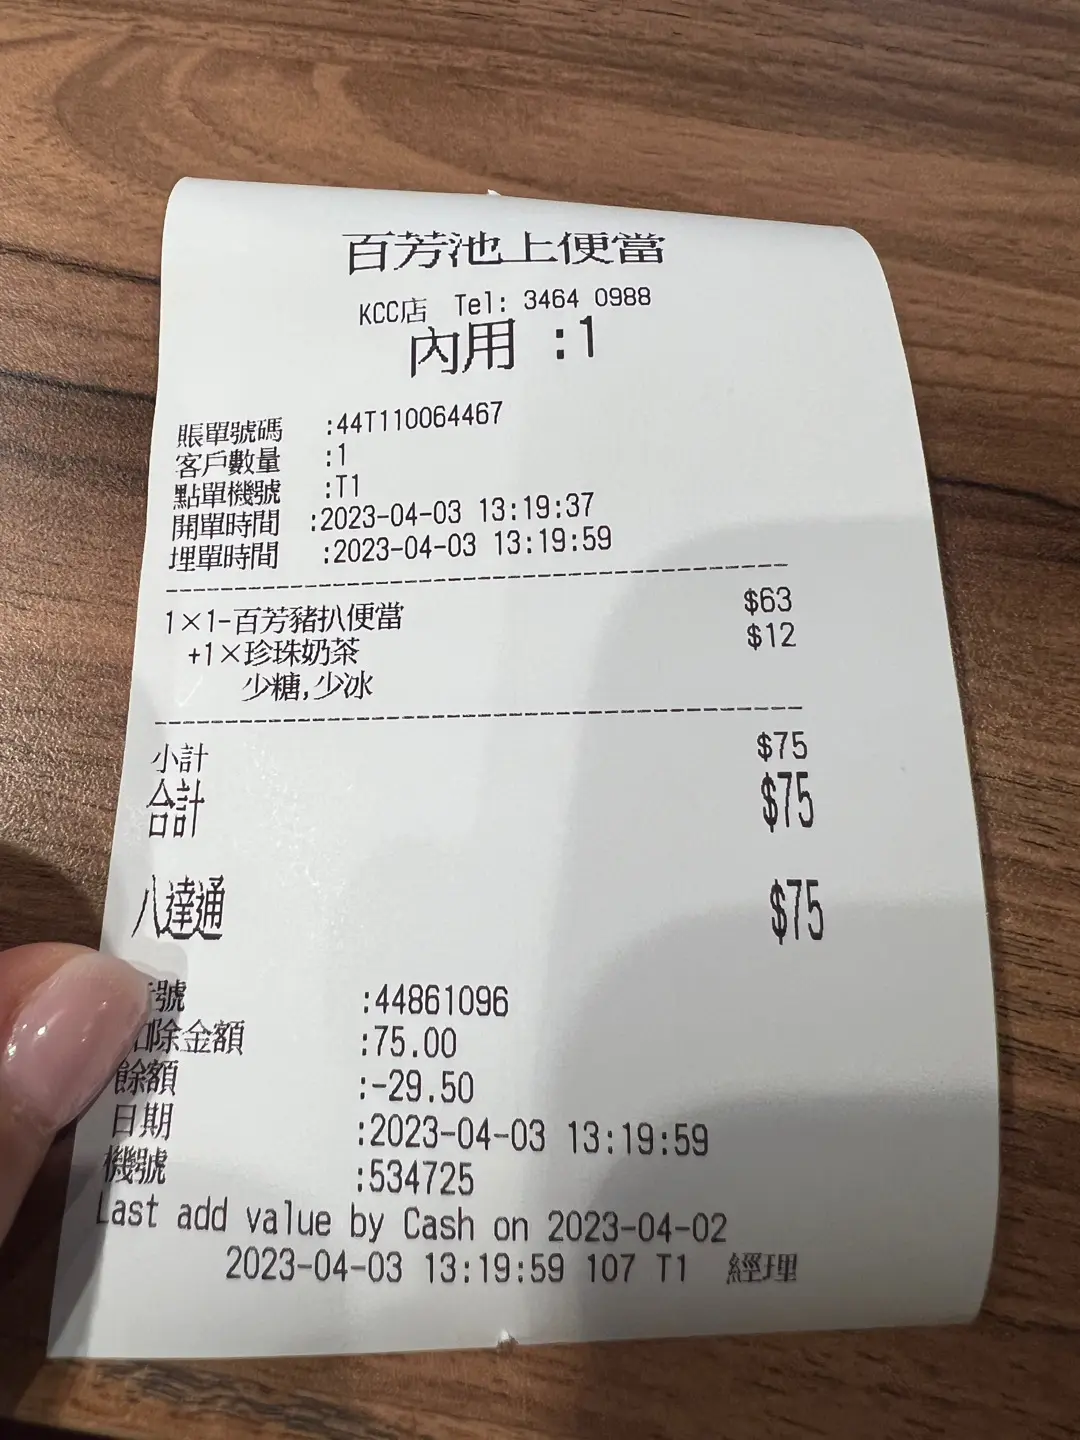 百芳池上便當
KCC店 Tel: 3464 0988
內用 :1
賬單號碼 :44T110064467
客戶數量 :1
點單機號 :T1
開單時間 :2023-04-03 13:19:37
埋單時間 :2023-04-03 13:19:59
1×1-百芳豬扒便當 $63
+1×珍珠奶茶 $12
少糖,少冰
小計 $75
合計 $75
八達通 $75
號 :44861096
扣除金額 :75.00
餘額 :-29.50
日期 :2023-04-03 13:19:59
機號 :534725
Last add value by Cash on 2023-04-02
2023-04-03 13:19:59 107 T1 經理